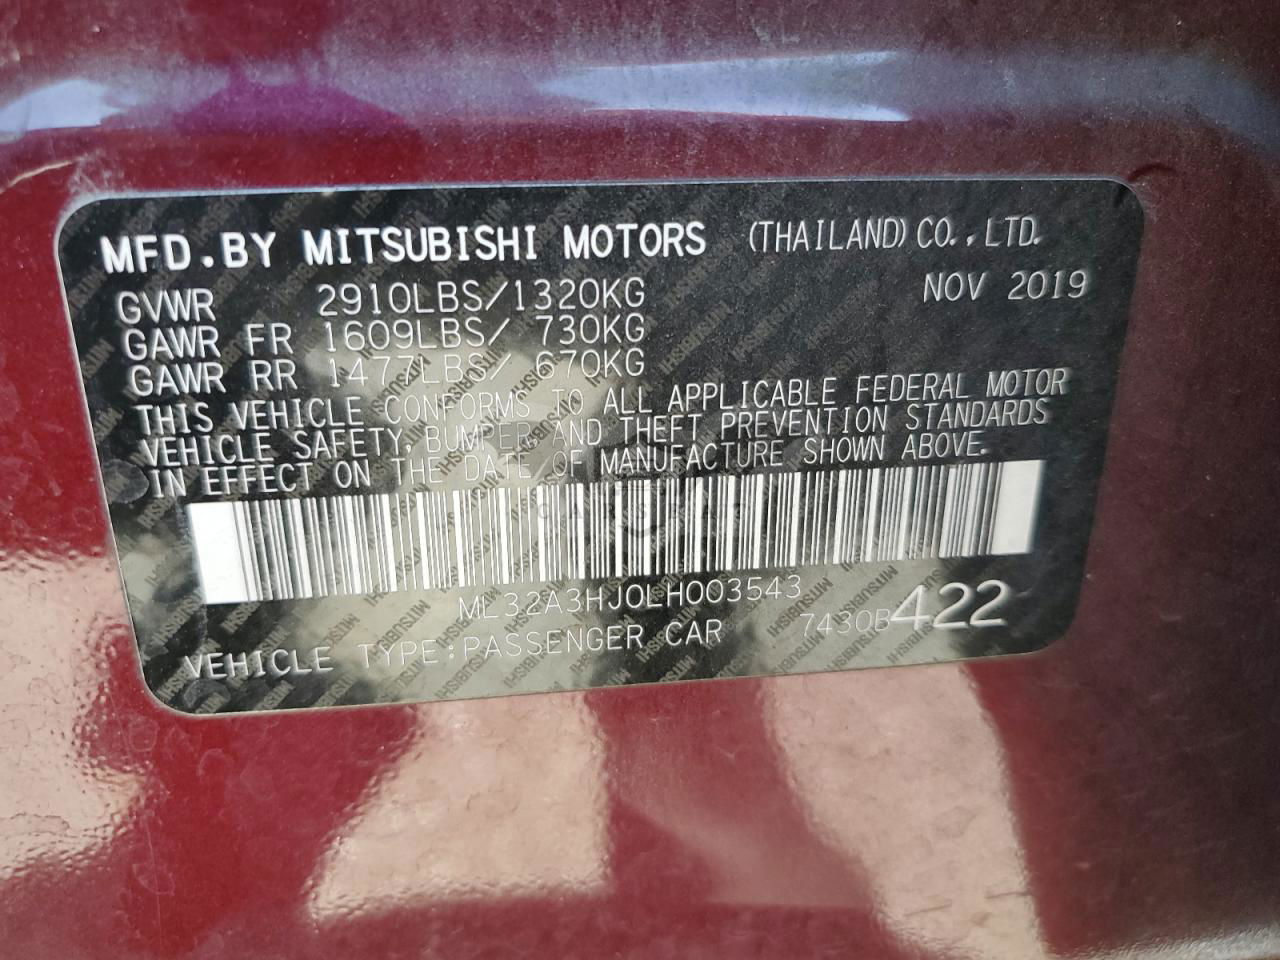 MFD.BY MITSUBISHI MOTORS (THAILAND) CO.,LTD.
NOV 2019
GVWR 2910LBS/1320KG
GAWR FR 1609LBS/ 730KG
GAWR RR 1477LBS/ 670KG
THIS VEHICLE CONFORMS TO ALL APPLICABLE FEDERAL MOTOR
VEHICLE SAFETY, BUMPER AND THEFT PREVENTION STANDARDS
IN EFFECT ON THE DATE OF MANUFACTURE SHOWN ABOVE.
ML32A3HJ0LH003543
7430B422
VEHICLE TYPE:PASSENGER CAR